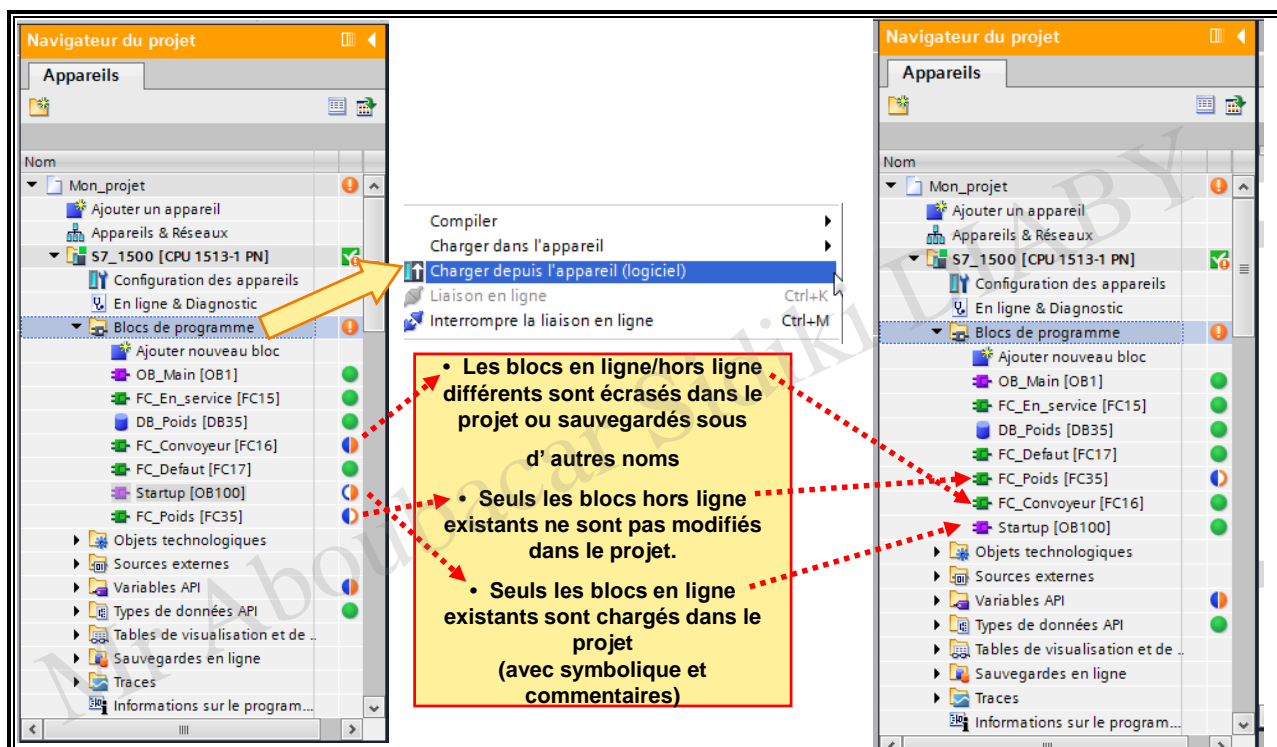 Navigateur du projet
Appareils
Nom
Mon_projet
Ajouter un appareil
Appareils & Réseaux
S7_1500 [CPU 1513-1 PN]
Configuration des appareils
En ligne & Diagnostic
Blocs de programme
Ajouter nouveau bloc
OB_Main [OB1]
FC_En_service [FC15]
DB_Poids [DB35]
FC_Convoyeur [FC16]
FC_Defaut [FC17]
Startup [OB100]
FC_Poids [FC35]
Objets technologiques
Sources externes
Variables API
Types de données API
Tables de visualisation et de ..
Sauvegardes en ligne
Traces
Informations sur le program...
Compiler
Charger dans l'appareil
Charger depuis l'appareil (logiciel)
Liaison en ligne Ctrl+K
Interrompre la liaison en ligne Ctrl+M
• Les blocs en ligne/hors ligne
différents sont écrasés dans le
projet ou sauvegardés sous
d' autres noms
• Seuls les blocs hors ligne
existants ne sont pas modifiés
dans le projet.
• Seuls les blocs en ligne
existants sont chargés dans le
projet
(avec symbolique et
commentaires)
Navigateur du projet
Appareils
Nom
Mon_projet
Ajouter un appareil
Appareils & Réseaux
S7_1500 [CPU 1513-1 PN]
Configuration des appareils
En ligne & Diagnostic
Blocs de programme
Ajouter nouveau bloc
OB_Main [OB1]
FC_En_service [FC15]
DB_Poids [DB35]
FC_Defaut [FC17]
FC_Poids [FC35]
FC_Convoyeur [FC16]
Startup [OB100]
Objets technologiques
Sources externes
Variables API
Types de données API
Tables de visualisation et de ..
Sauvegardes en ligne
Traces
Informations sur le program...
Mr Aboubacar Sidiki DIABY